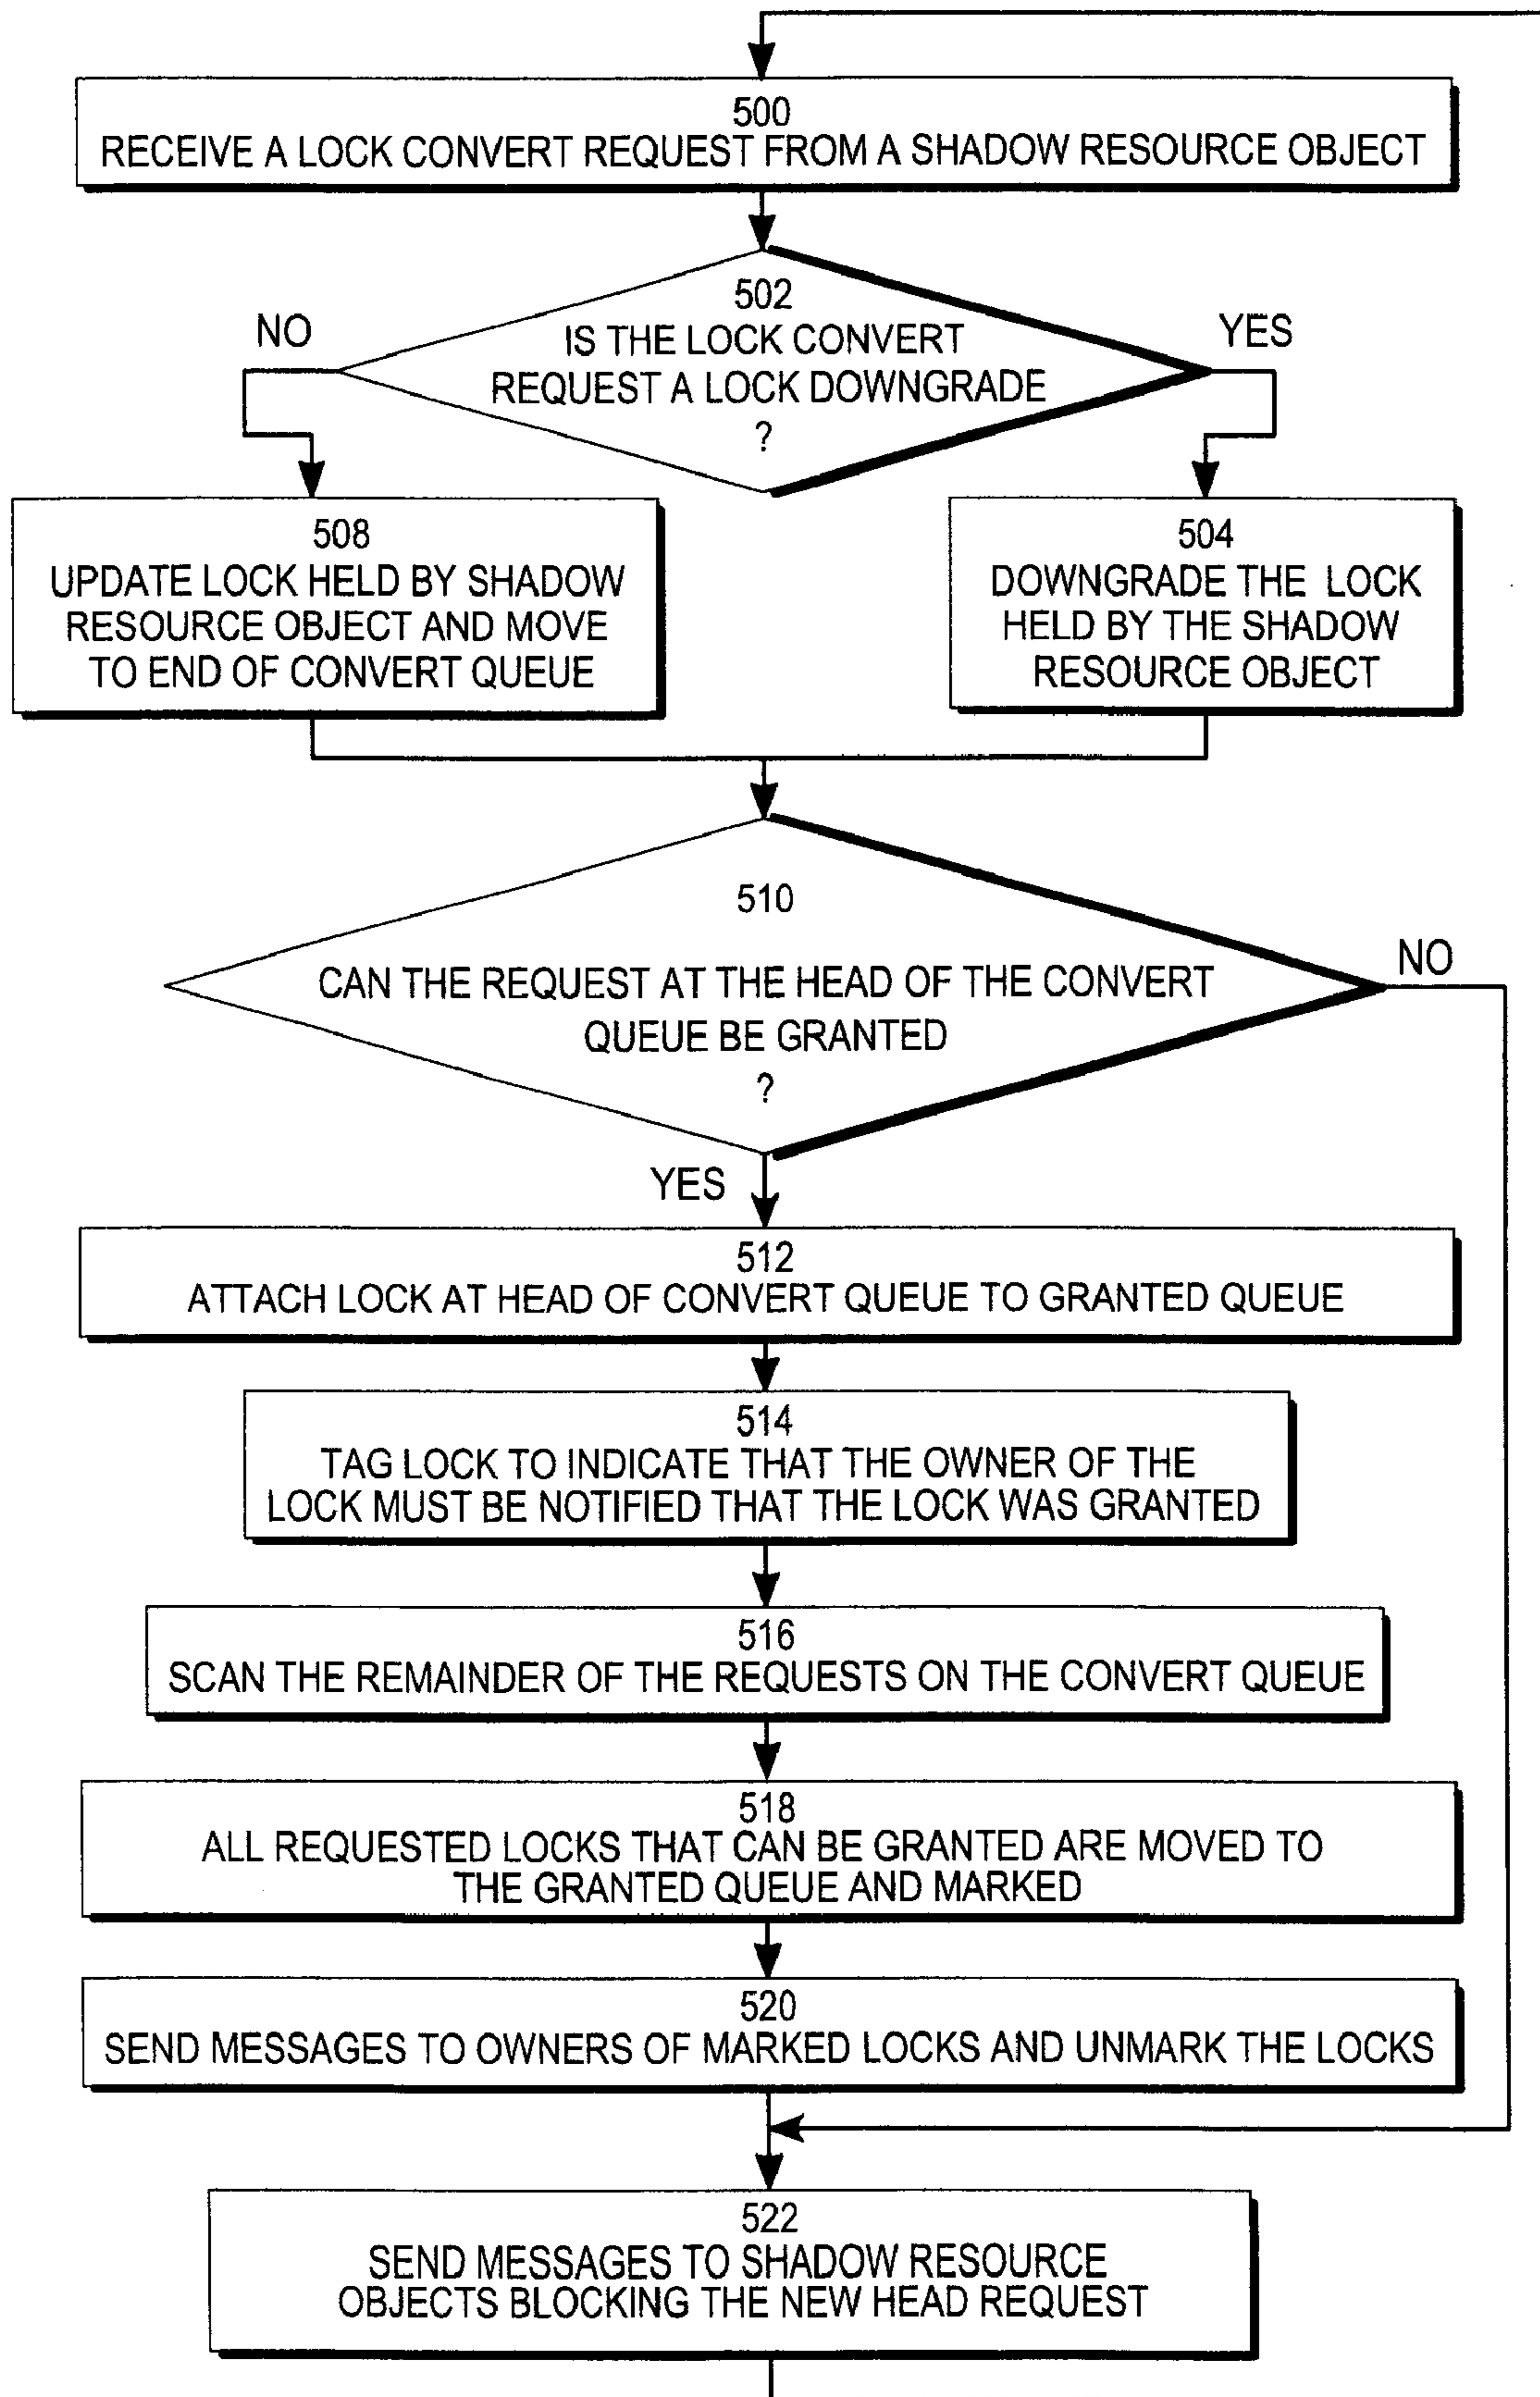 500
RECEIVE A LOCK CONVERT REQUEST FROM A SHADOW RESOURCE OBJECT
502
IS THE LOCK CONVERT
REQUEST A LOCK DOWNGRADE
?
NO
YES
508
UPDATE LOCK HELD BY SHADOW
RESOURCE OBJECT AND MOVE
TO END OF CONVERT QUEUE
504
DOWNGRADE THE LOCK
HELD BY THE SHADOW
RESOURCE OBJECT
510
CAN THE REQUEST AT THE HEAD OF THE CONVERT
QUEUE BE GRANTED
?
NO
YES
512
ATTACH LOCK AT HEAD OF CONVERT QUEUE TO GRANTED QUEUE
514
TAG LOCK TO INDICATE THAT THE OWNER OF THE
LOCK MUST BE NOTIFIED THAT THE LOCK WAS GRANTED
516
SCAN THE REMAINDER OF THE REQUESTS ON THE CONVERT QUEUE
518
ALL REQUESTED LOCKS THAT CAN BE GRANTED ARE MOVED TO
THE GRANTED QUEUE AND MARKED
520
SEND MESSAGES TO OWNERS OF MARKED LOCKS AND UNMARK THE LOCKS
522
SEND MESSAGES TO SHADOW RESOURCE
OBJECTS BLOCKING THE NEW HEAD REQUEST